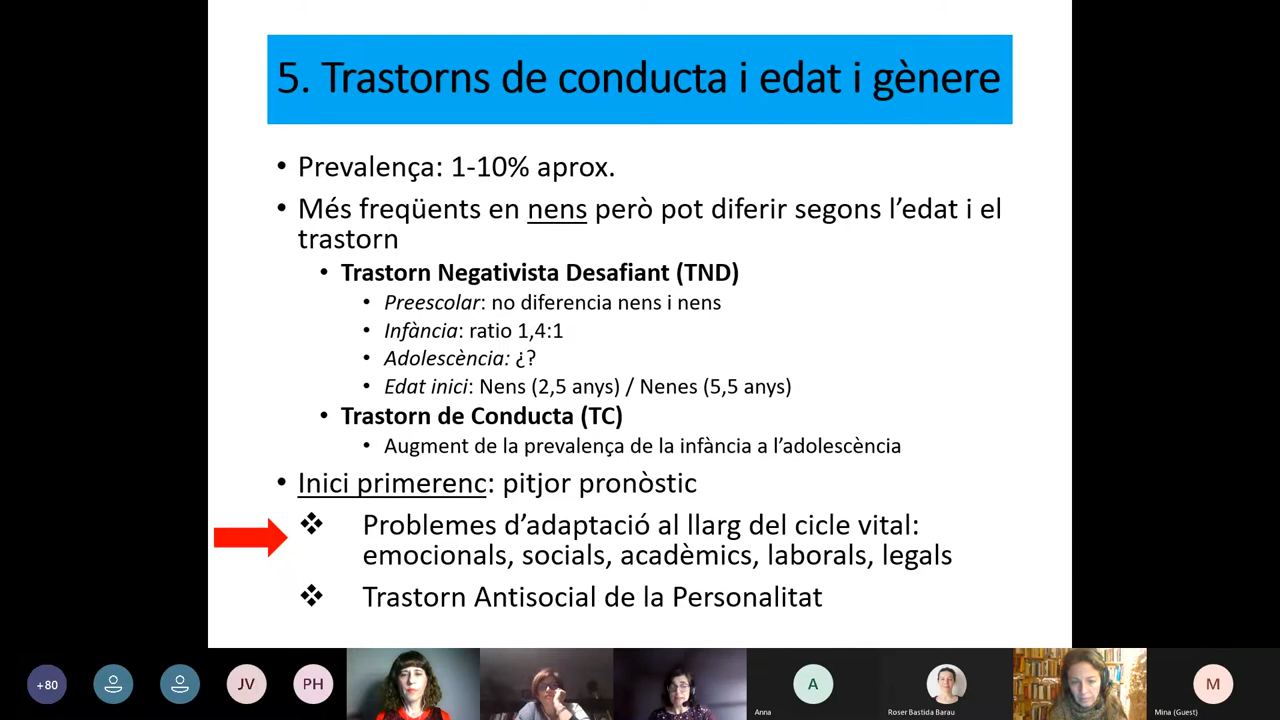 5. Trastorns de conducta i edat i gènere
• Prevalença: 1-10% aprox.
• Més freqüents en nens però pot diferir segons l’edat i el
trastorn
• Trastorn Negativista Desafiant (TND)
• Preescolar: no diferencia nens i nens
• Infància: ratio 1,4:1
• Adolescència: ¿?
• Edat inici: Nens (2,5 anys) / Nenes (5,5 anys)
• Trastorn de Conducta (TC)
• Augment de la prevalença de la infància a l’adolescència
• Inici primerenc: pitjor pronòstic
❖ Problemes d’adaptació al llarg del cicle vital:
emocionals, socials, acadèmics, laborals, legals
❖ Trastorn Antisocial de la Personalitat
+80
JV
PH
A
M
Anna
Roser Bastida Barau
Mina (Guest)